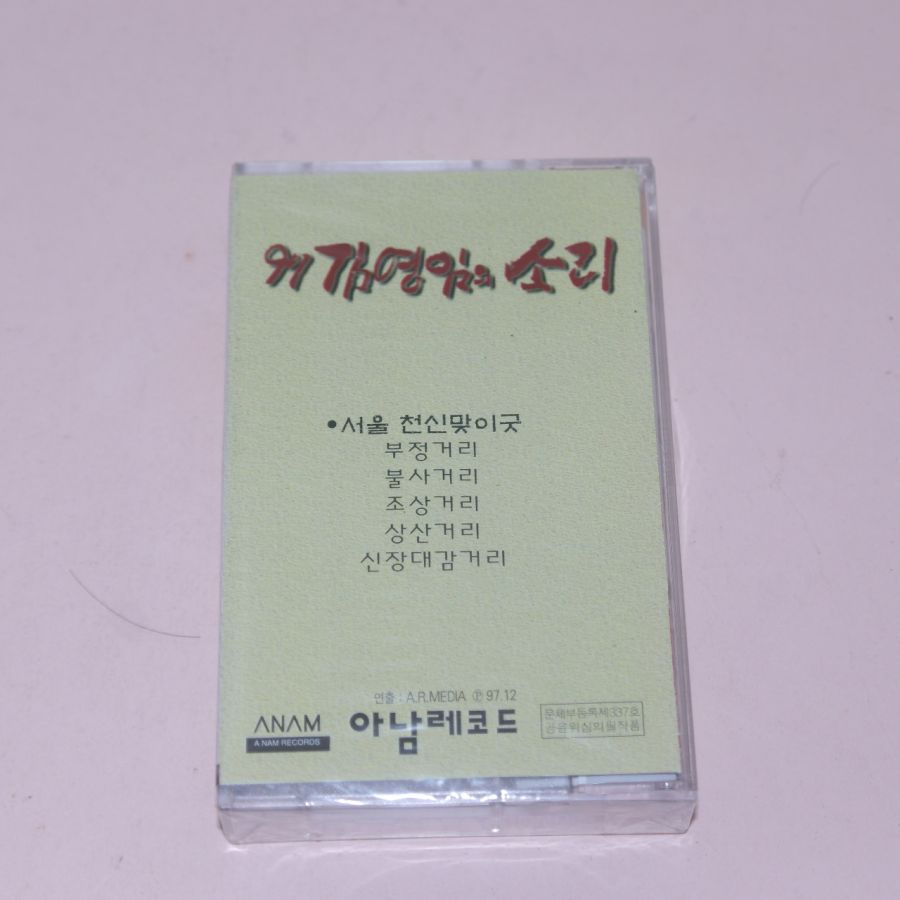 97 김영임의 소리
•서울 천신맞이굿
부정거리
불사거리
조상거리
상산거리
신장대감거리
연출 : A.R.MEDIA ℗ 97.12
ANAM
A NAM RECORDS
아남레코드
문체부등록제337호
공윤위심의필작품